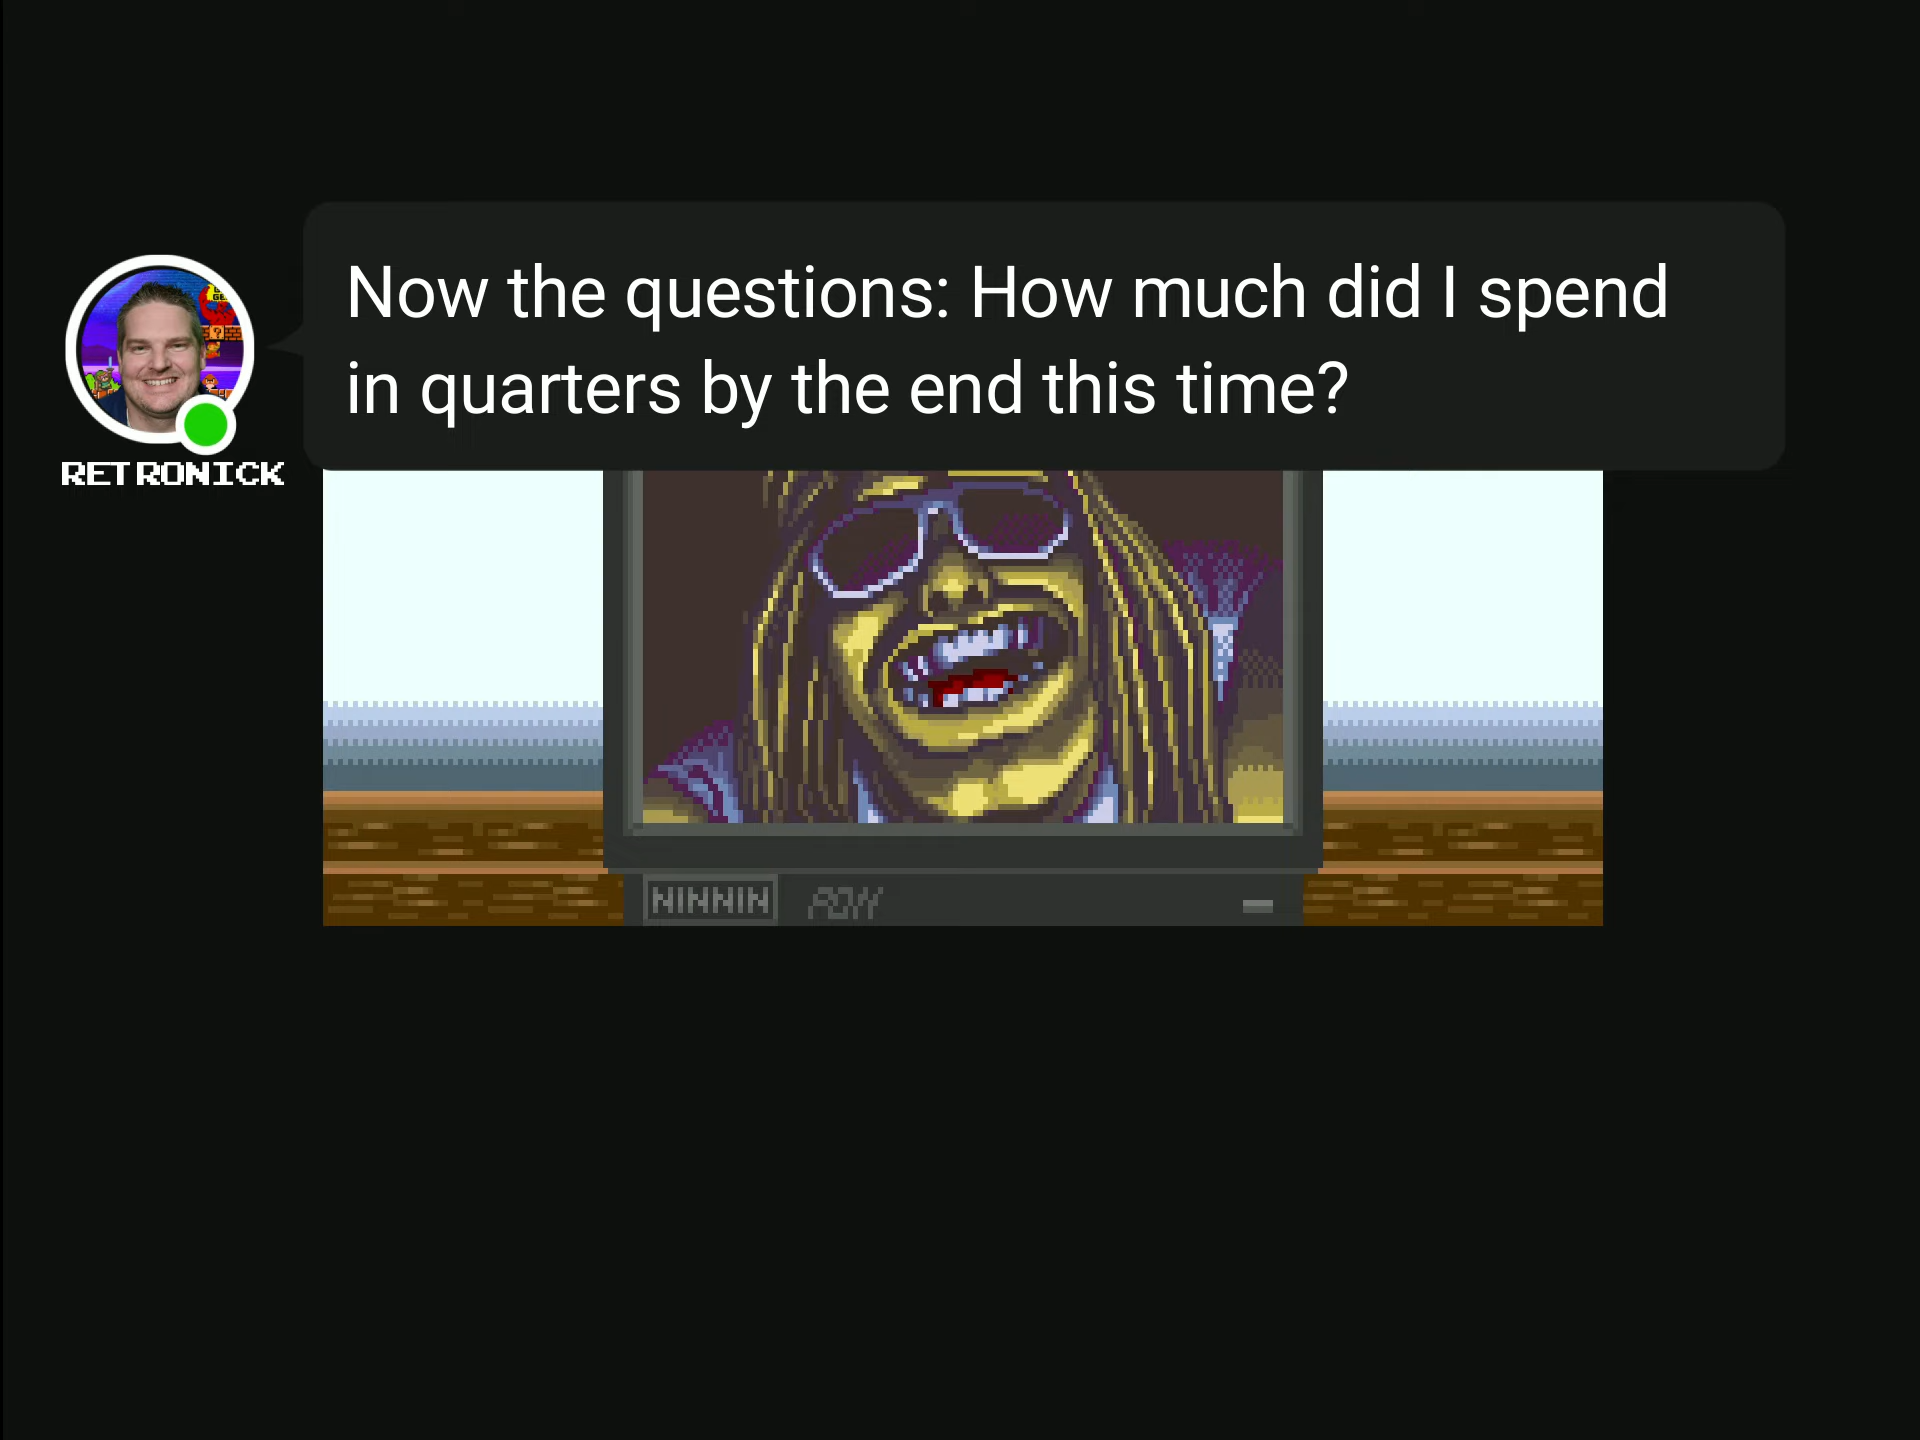 Now the questions: How much did I spend
in quarters by the end this time?
RETRONICK
NINNIN